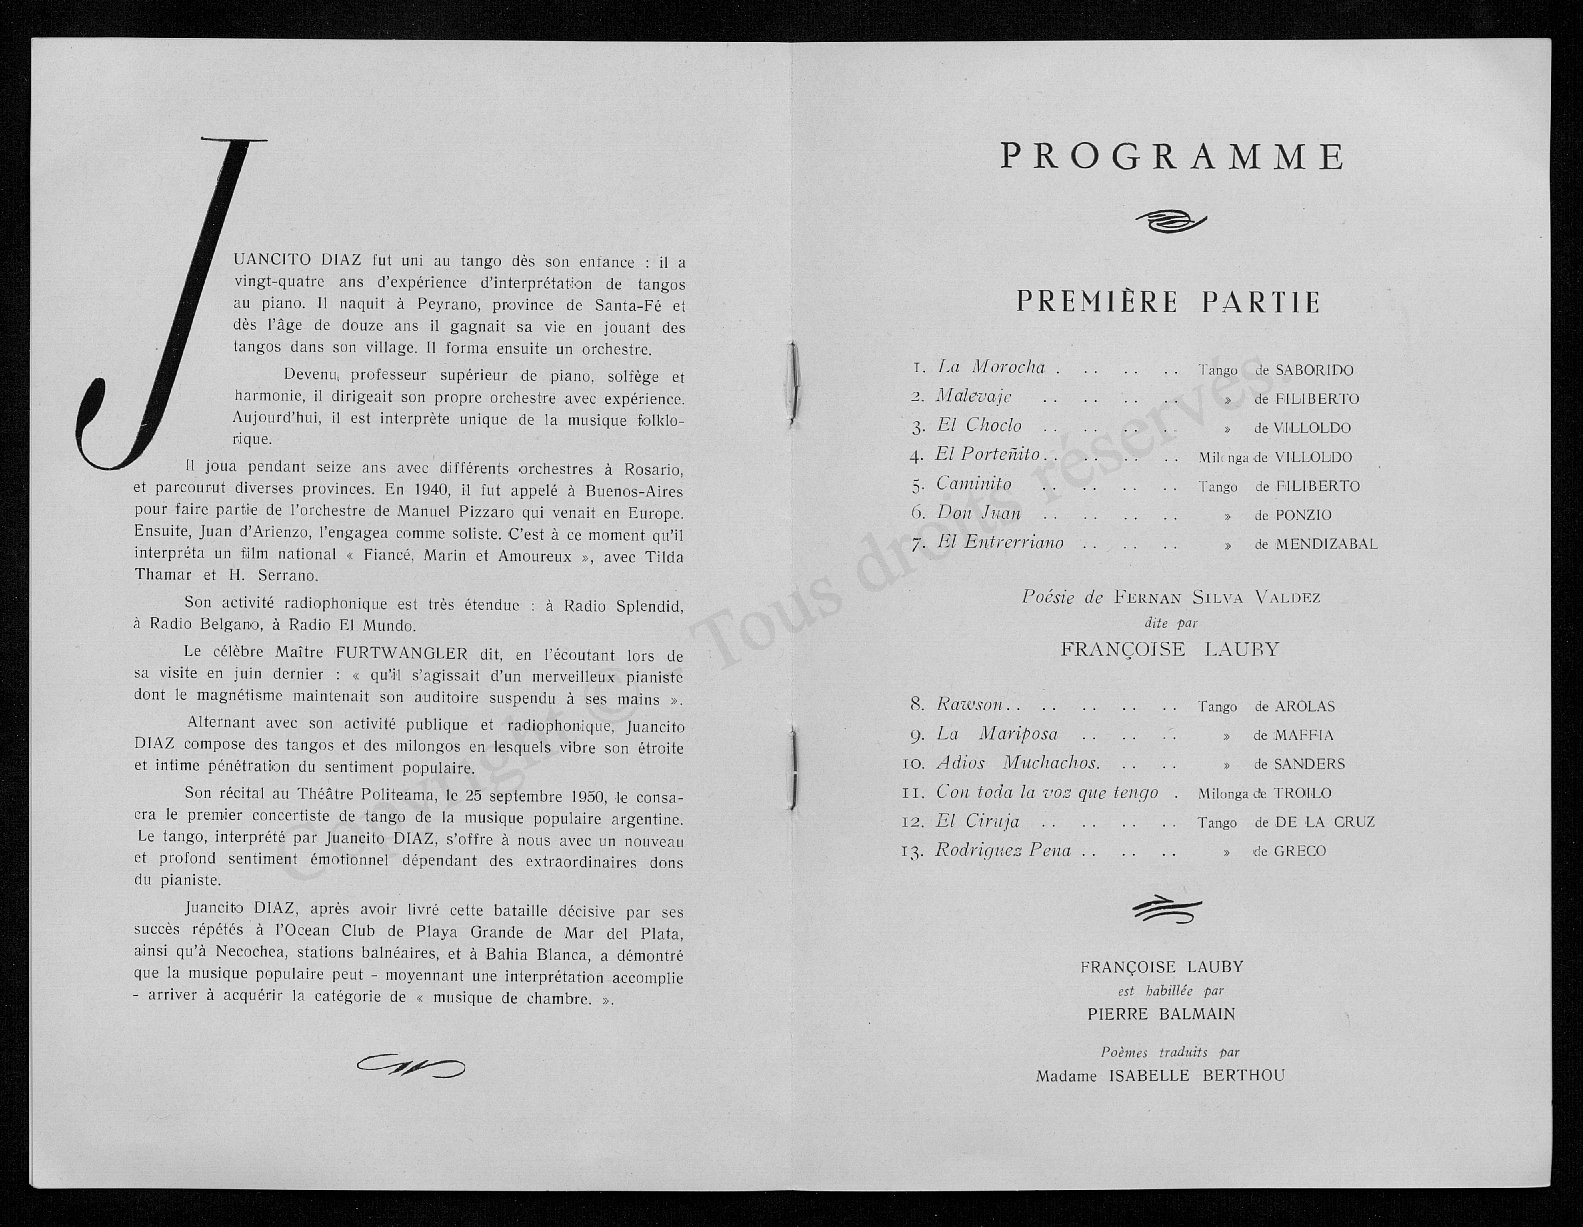 JUANCITO DIAZ fut uni au tango dès son enfance : il a
vingt-quatre ans d'expérience d'interprétation de tangos
au piano. Il naquit à Peyrano, province de Santa-Fé et
dès l'âge de douze ans il gagnait sa vie en jouant des
tangos dans son village. Il forma ensuite un orchestre.
Devenu, professeur supérieur de piano, solfège et
harmonie, il dirigeait son propre orchestre avec expérience.
Aujourd'hui, il est interprète unique de la musique folklo-
rique.
Il joua pendant seize ans avec différents orchestres à Rosario,
et parcourut diverses provinces. En 1940, il fut appelé à Buenos-Aires
pour faire partie de l'orchestre de Manuel Pizzaro qui venait en Europe.
Ensuite, Juan d'Arienzo, l'engagea comme soliste. C'est à ce moment qu'il
interpréta un film national « Fiancé, Marin et Amoureux », avec Tilda
Thamar et H. Serrano.
Son activité radiophonique est très étendue : à Radio Splendid,
à Radio Belgano, à Radio El Mundo.
Le célèbre Maître FURTWANGLER dit, en l'écoutant lors de
sa visite en juin dernier : « qu'il s'agissait d'un merveilleux pianiste
dont le magnétisme maintenait son auditoire suspendu à ses mains ».
Alternant avec son activité publique et radiophonique, Juancito
DIAZ compose des tangos et des milongos en lesquels vibre son étroite
et intime pénétration du sentiment populaire.
Son récital au Théâtre Politeama, le 25 septembre 1950, le consa-
cra le premier concertiste de tango de la musique populaire argentine.
Le tango, interprété par Juancito DIAZ, s'offre à nous avec un nouveau
et profond sentiment émotionnel dépendant des extraordinaires dons
du pianiste.
Juancito DIAZ, après avoir livré cette bataille décisive par ses
succès répétés à l'Ocean Club de Playa Grande de Mar del Plata,
ainsi qu'à Necochea, stations balnéaires, et à Bahia Blanca, a démontré
que la musique populaire peut - moyennant une interprétation accomplie
- arriver à acquérir la catégorie de « musique de chambre. ».
PROGRAMME
PREMIÈRE PARTIE
1. La Morocha . . . . . . . Tango de SABORIDO
2. Malevaje . . . . . . . . » de FILIBERTO
3. El Choclo . . . . . . . » de VILLOLDO
4. El Porteñito . . . . . . . . Milonga de VILLOLDO
5. Caminito . . . . . . . . Tango de FILIBERTO
6. Don Juan . . . . . . . . » de PONZIO
7. El Entrerriano . . . . . . » de MENDIZABAL
Poésie de FERNAN SILVA VALDEZ
dite par
FRANÇOISE LAUBY
8. Rawson . . . . . . . . . Tango de AROLAS
9. La Mariposa . . . . . . » de MAFFIA
10. Adios Muchachos. . . . . . » de SANDERS
11. Con toda la voz que tengo . Milonga de TROILO
12. El Ciruja . . . . . . . . Tango de DE LA CRUZ
13. Rodriguez Pena . . . . . . » de GRECO
FRANÇOISE LAUBY
est habillée par
PIERRE BALMAIN
Poèmes traduits par
Madame ISABELLE BERTHOU
Copyright © - Tous droits réservés.